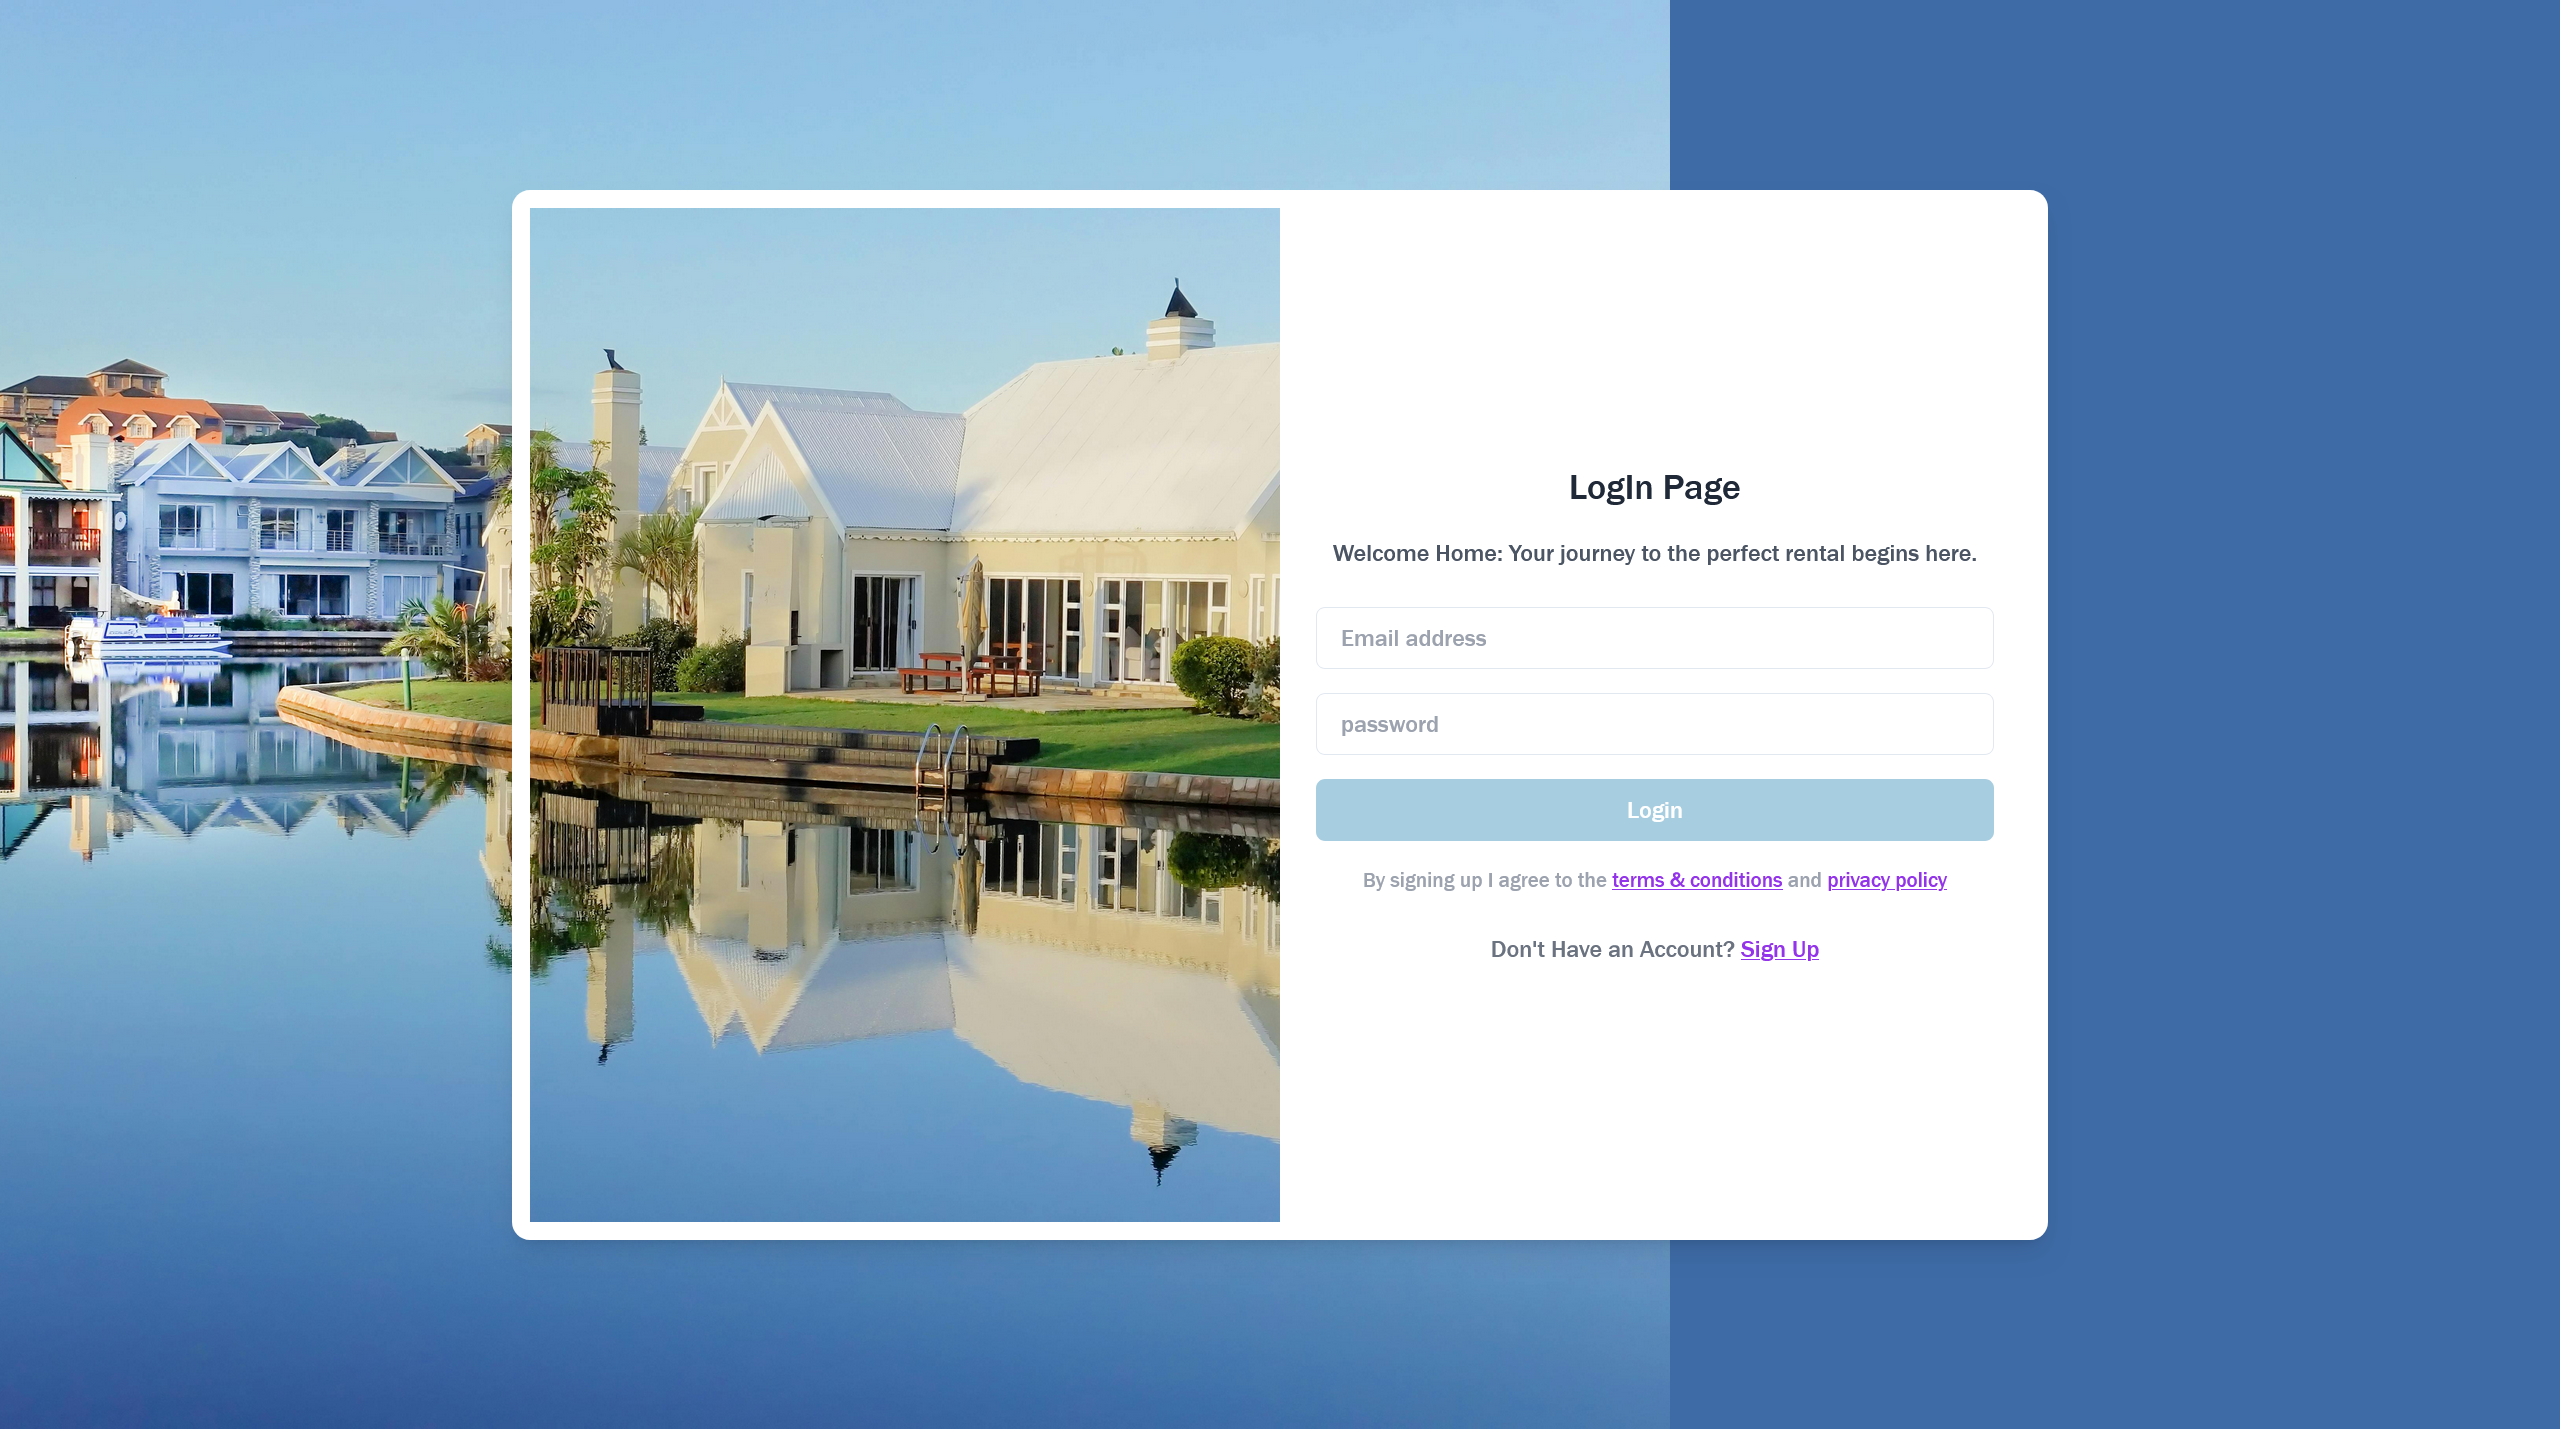 LogIn Page
Welcome Home: Your journey to the perfect rental begins here.
Email address
password
Login
By signing up I agree to the terms & conditions and privacy policy
Don't Have an Account? Sign Up